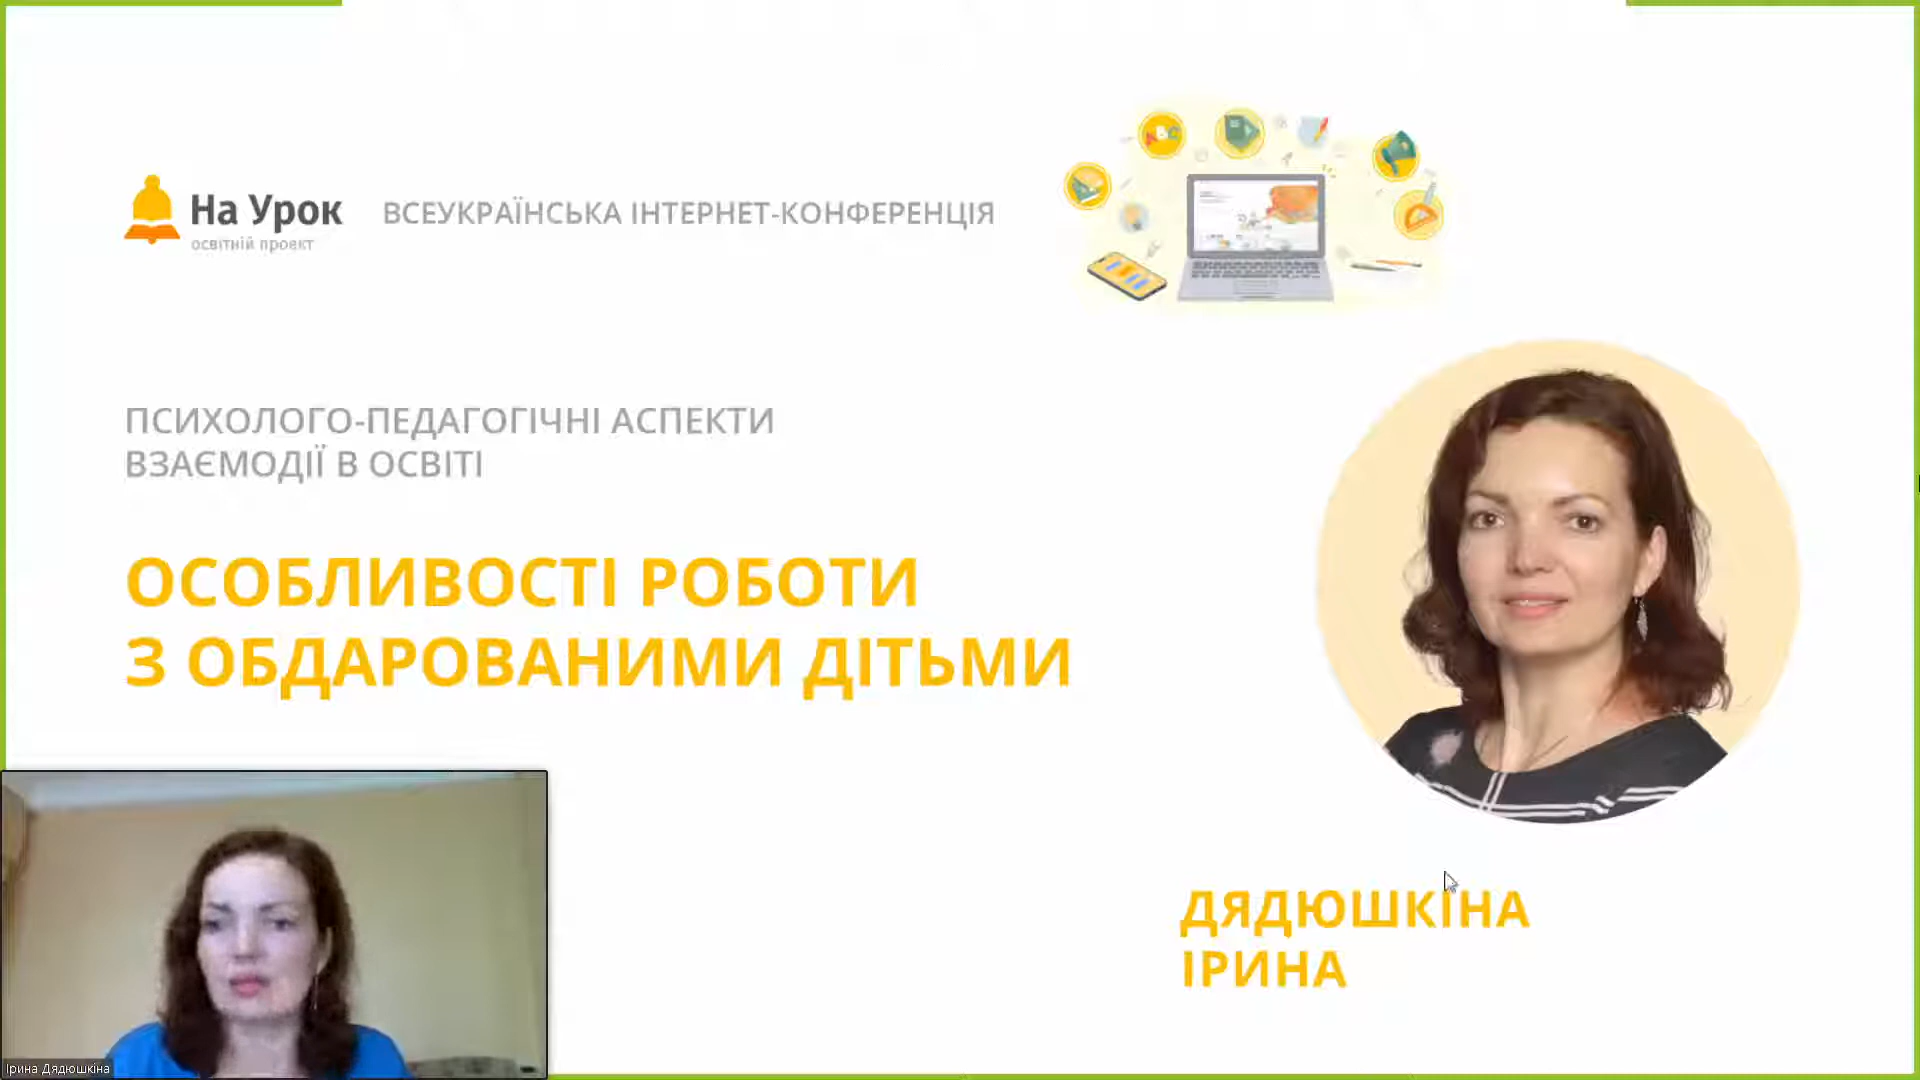 На Урок
освітній проект
ВСЕУКРАЇНСЬКА ІНТЕРНЕТ-КОНФЕРЕНЦІЯ
ABC
ПСИХОЛОГО-ПЕДАГОГІЧНІ АСПЕКТИ
ВЗАЄМОДІЇ В ОСВІТІ
ОСОБЛИВОСТІ РОБОТИ
З ОБДАРОВАНИМИ ДІТЬМИ
ДЯДЮШКІНА
ІРИНА
Ірина Дядюшкіна